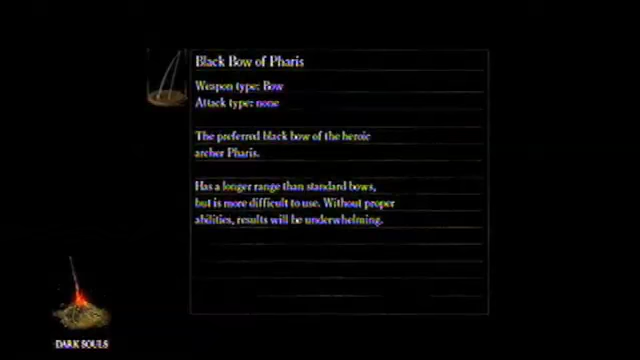 Black Bow of Pharis
Weapon type: Bow
Attack type: none
The preferred black bow of the heroic
archer Pharis.
Has a longer range than standard bows,
but is more difficult to use. Without proper
abilities, results will be underwhelming.
DARK SOULS